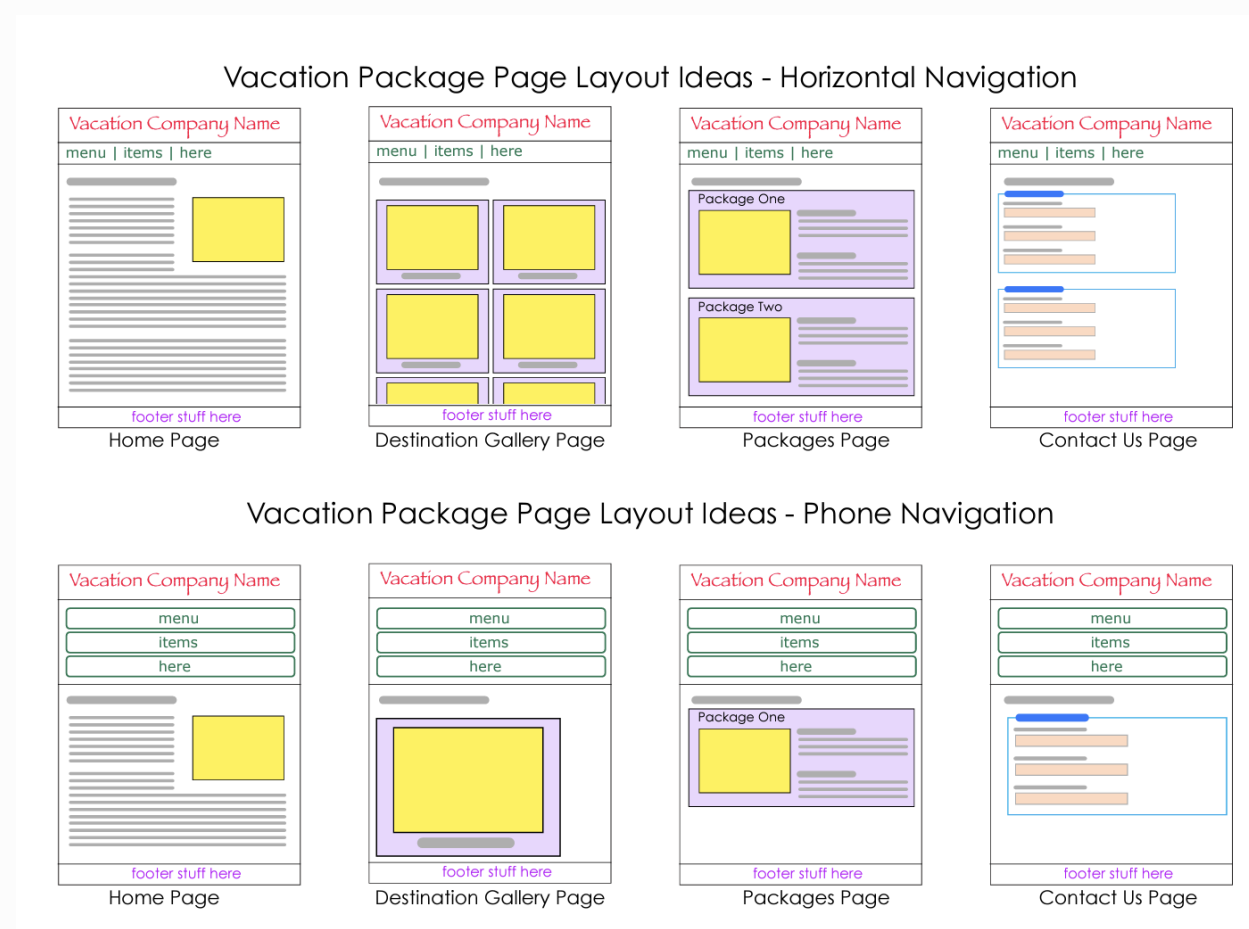 Vacation Package Page Layout Ideas - Horizontal Navigation
Vacation Company Name
menu | items | here
footer stuff here
Home Page
Vacation Company Name
menu | items | here
footer stuff here
Destination Gallery Page
Vacation Company Name
menu | items | here
Package One
Package Two
footer stuff here
Packages Page
Vacation Company Name
menu | items | here
footer stuff here
Contact Us Page
Vacation Package Page Layout Ideas - Phone Navigation
Vacation Company Name
menu
items
here
footer stuff here
Home Page
Vacation Company Name
menu
items
here
footer stuff here
Destination Gallery Page
Vacation Company Name
menu
items
here
Package One
footer stuff here
Packages Page
Vacation Company Name
menu
items
here
footer stuff here
Contact Us Page